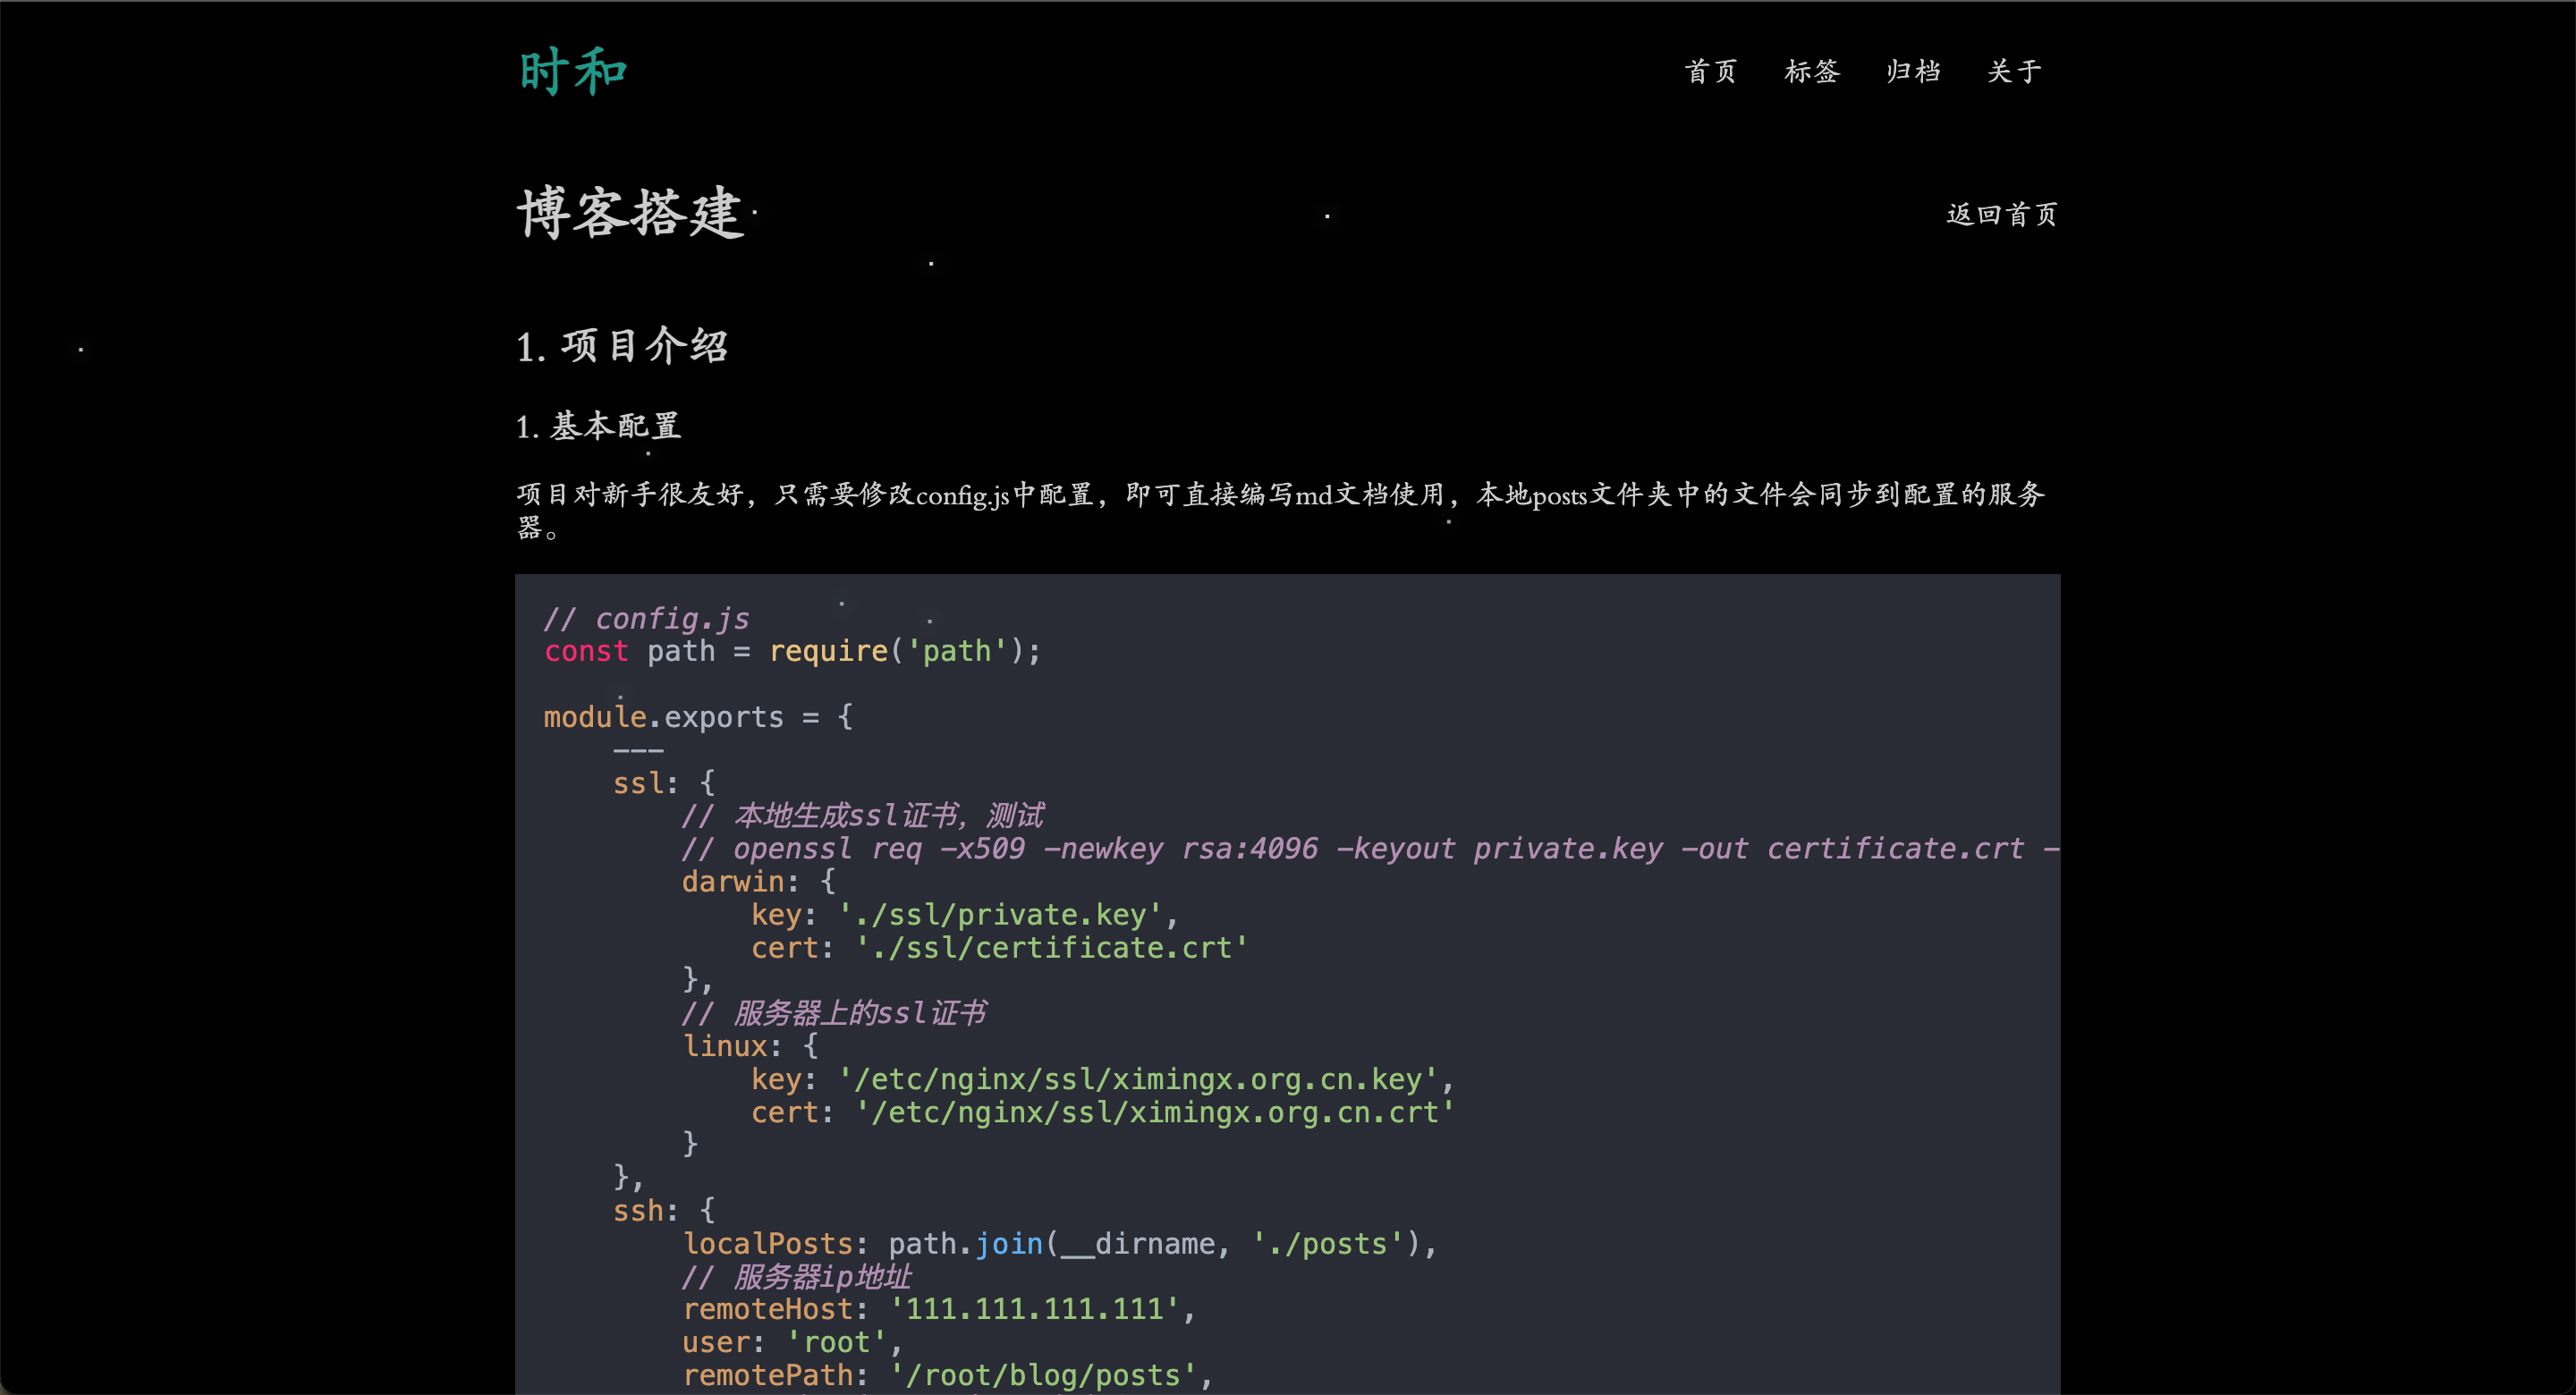 时和
首页 标签 归档 关于
博客搭建
返回首页
1. 项目介绍
1. 基本配置
项目对新手很友好，只需要修改config.js中配置，即可直接编写md文档使用，本地posts文件夹中的文件会同步到配置的服务
器。
// config.js
const path = require('path');
module.exports = {
    ---
    ssl: {
        // 本地生成ssl证书，测试
        // openssl req -x509 -newkey rsa:4096 -keyout private.key -out certificate.crt -
        darwin: {
            key: './ssl/private.key',
            cert: './ssl/certificate.crt'
        },
        // 服务器上的ssl证书
        linux: {
            key: '/etc/nginx/ssl/ximingx.org.cn.key',
            cert: '/etc/nginx/ssl/ximingx.org.cn.crt'
        }
    },
    ssh: {
        localPosts: path.join(__dirname, './posts'),
        // 服务器ip地址
        remoteHost: '111.111.111.111',
        user: 'root',
        remotePath: '/root/blog/posts',